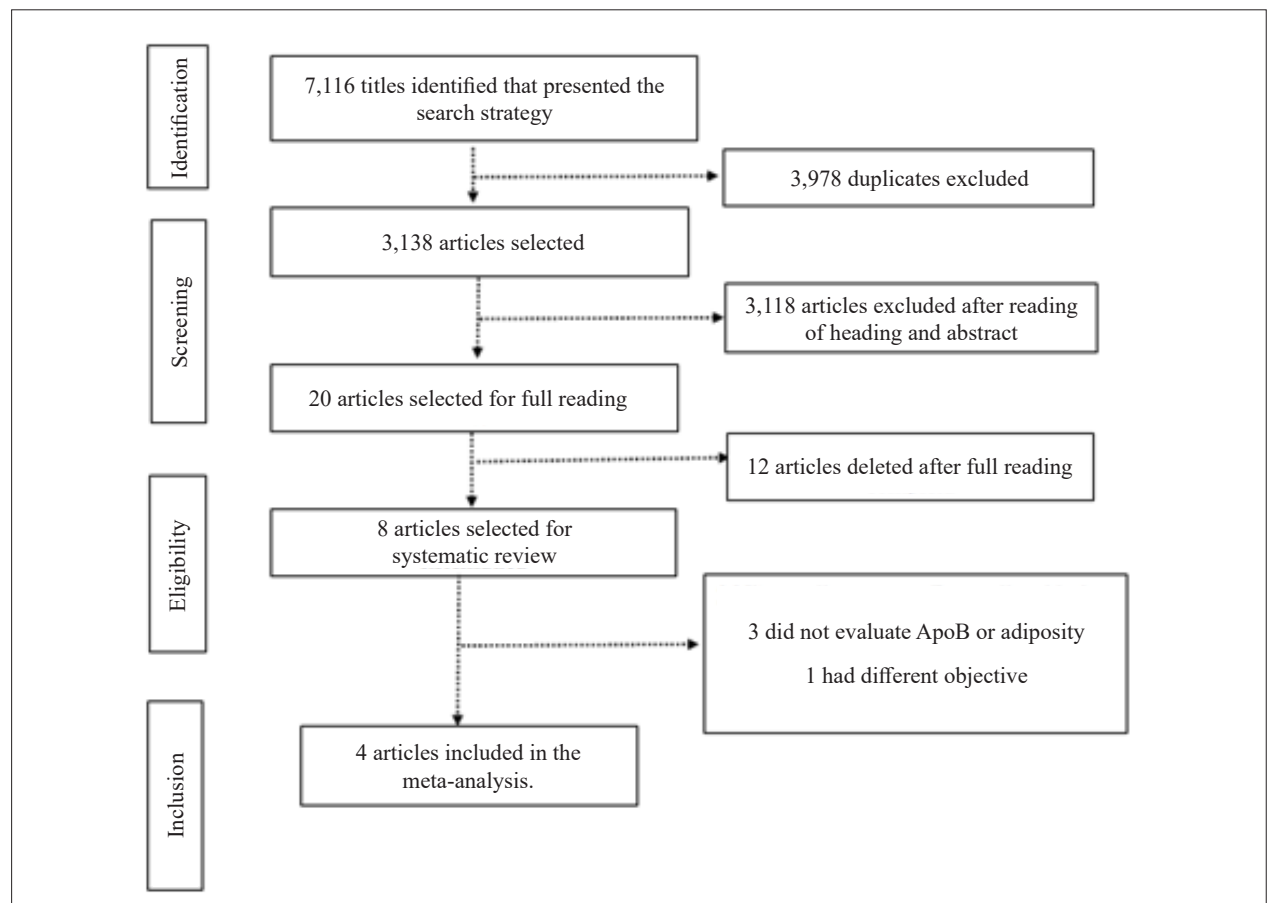 Identification
7,116 titles identified that presented the
search strategy
3,978 duplicates excluded
Screening
3,138 articles selected
3,118 articles excluded after reading
of heading and abstract
20 articles selected for full reading
12 articles deleted after full reading
Eligibility
8 articles selected for
systematic review
3 did not evaluate ApoB or adiposity
1 had different objective
Inclusion
4 articles included in the
meta-analysis.